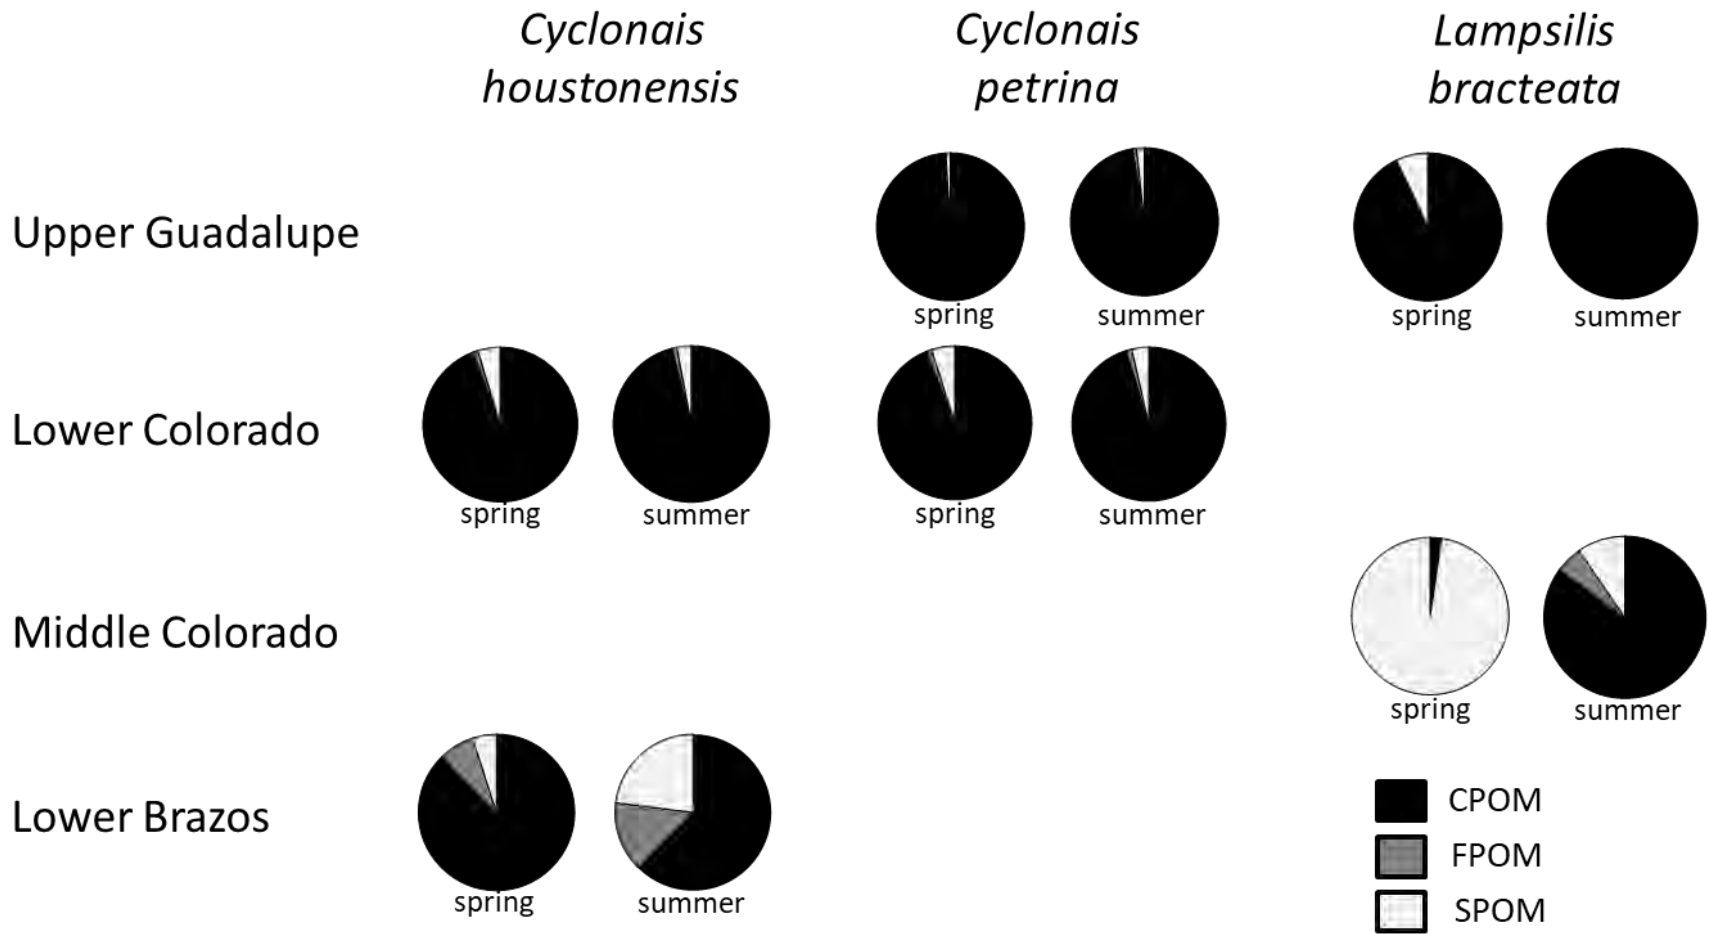 Cyclonais
houstonensis
Cyclonais
petrina
Lampsilis
bracteata
Upper Guadalupe
spring
summer
spring
summer
Lower Colorado
spring
summer
spring
summer
Middle Colorado
spring
summer
Lower Brazos
spring
summer
CPOM
FPOM
SPOM